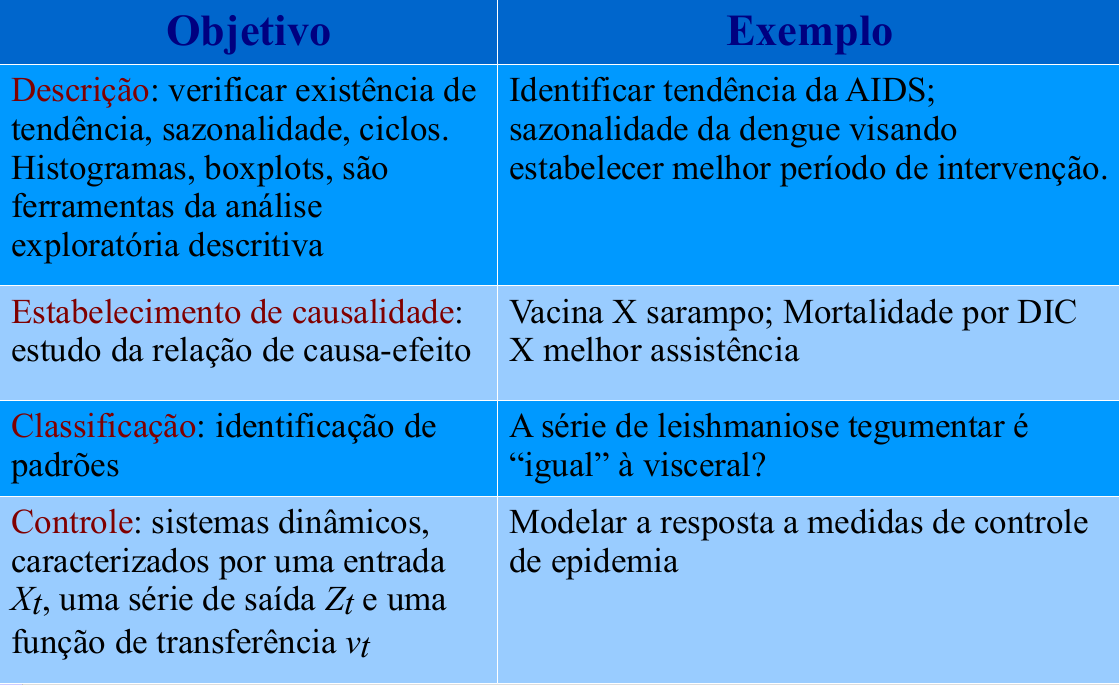 Objetivo
Exemplo
Descrição: verificar existência de
tendência, sazonalidade, ciclos.
Histogramas, boxplots, são
ferramentas da análise
exploratória descritiva
Identificar tendência da AIDS;
sazonalidade da dengue visando
estabelecer melhor período de intervenção.
Estabelecimento de causalidade:
estudo da relação de causa-efeito
Vacina X sarampo; Mortalidade por DIC
X melhor assistência
Classificação: identificação de
padrões
A série de leishmaniose tegumentar é
“igual” à visceral?
Controle: sistemas dinâmicos,
caracterizados por uma entrada
Xt, uma série de saída Zt e uma
função de transferência vt
Modelar a resposta a medidas de controle
de epidemia